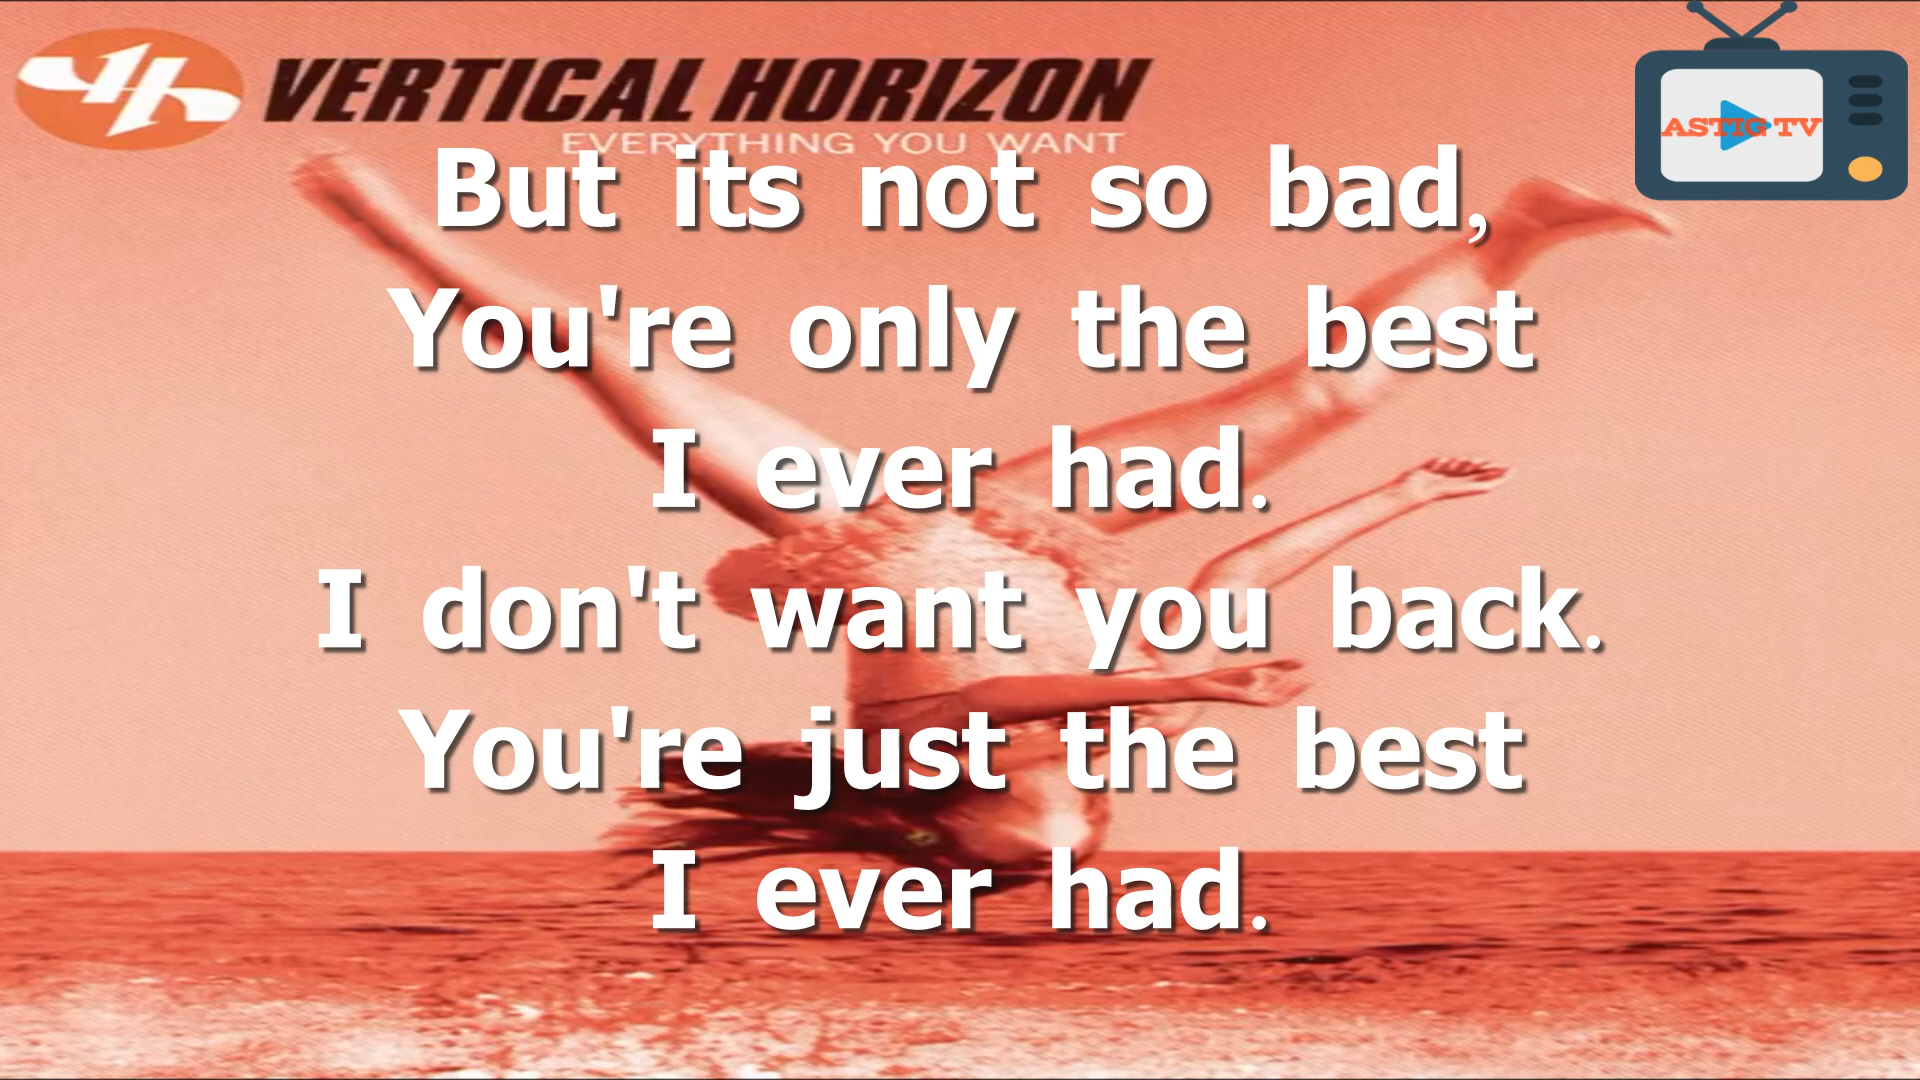 VERTICAL HORIZON
EVERYTHING YOU WANT
ASTIG TV
But its not so bad,
You're only the best
I ever had.
I don't want you back.
You're just the best
I ever had.